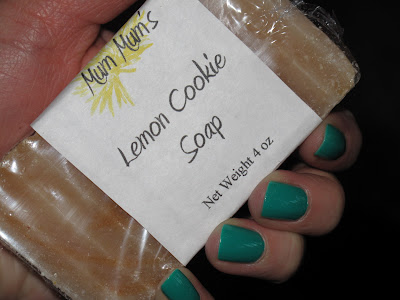 Mum Mum's
Lemon Cookie
Soap
Net Weight 4 oz